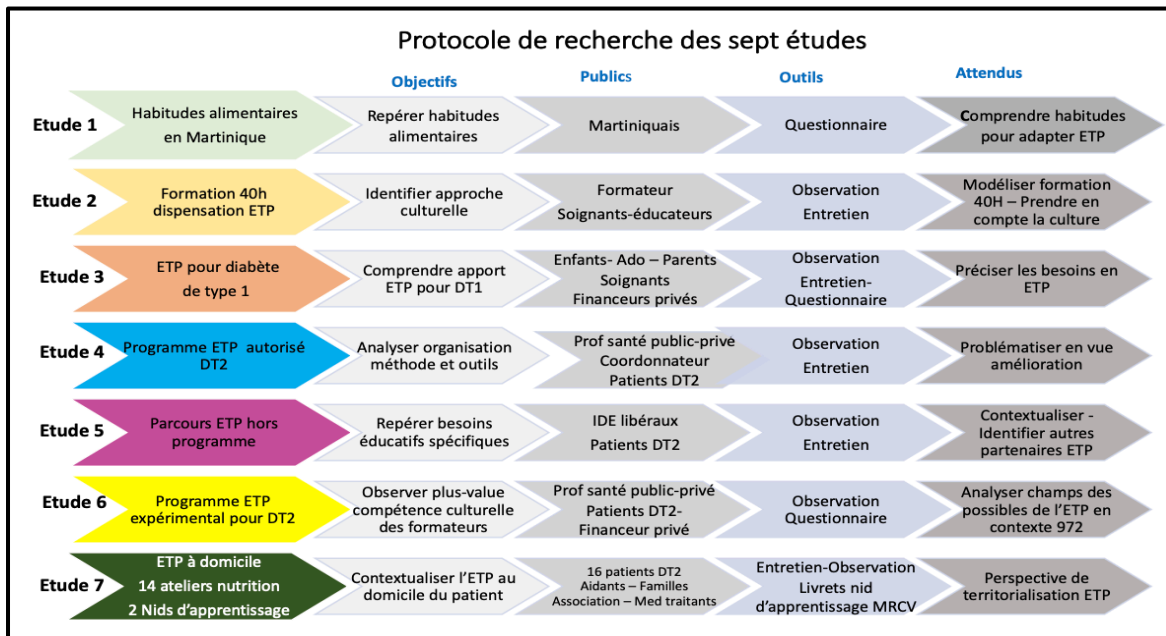 Protocole de recherche des sept études
Objectifs
Publics
Outils
Attendus
Etude 1
Habitudes alimentaires
en Martinique
Repérer habitudes
alimentaires
Martiniquais
Questionnaire
Comprendre habitudes
pour adapter ETP
Etude 2
Formation 40h
dispensation ETP
Identifier approche
culturelle
Formateur
Soignants-éducateurs
Observation
Entretien
Modéliser formation
40H – Prendre en
compte la culture
Etude 3
ETP pour diabète
de type 1
Comprendre apport
ETP pour DT1
Enfants- Ado – Parents
Soignants
Financeurs privés
Observation
Entretien-
Questionnaire
Préciser les besoins en
ETP
Etude 4
Programme ETP autorisé
DT2
Analyser organisation
méthode et outils
Prof santé public-privé
Coordonnateur
Patients DT2
Observation
Entretien
Problématiser en vue
amélioration
Etude 5
Parcours ETP hors
programme
Repérer besoins
éducatifs spécifiques
IDE libéraux
Patients DT2
Observation
Entretien
Contextualiser -
Identifier autres
partenaires ETP
Etude 6
Programme ETP
expérimental pour DT2
Observer plus-value
compétence culturelle
des formateurs
Prof santé public-privé
Patients DT2-
Financeur privé
Observation
Questionnaire
Analyser champs des
possibles de l’ETP en
contexte 972
Etude 7
ETP à domicile
14 ateliers nutrition
2 Nids d’apprentissage
Contextualiser l’ETP au
domicile du patient
16 patients DT2
Aidants – Familles
Association – Med traitants
Entretien-Observation
Livrets nid
d’apprentissage MRCV
Perspective de
territorialisation ETP